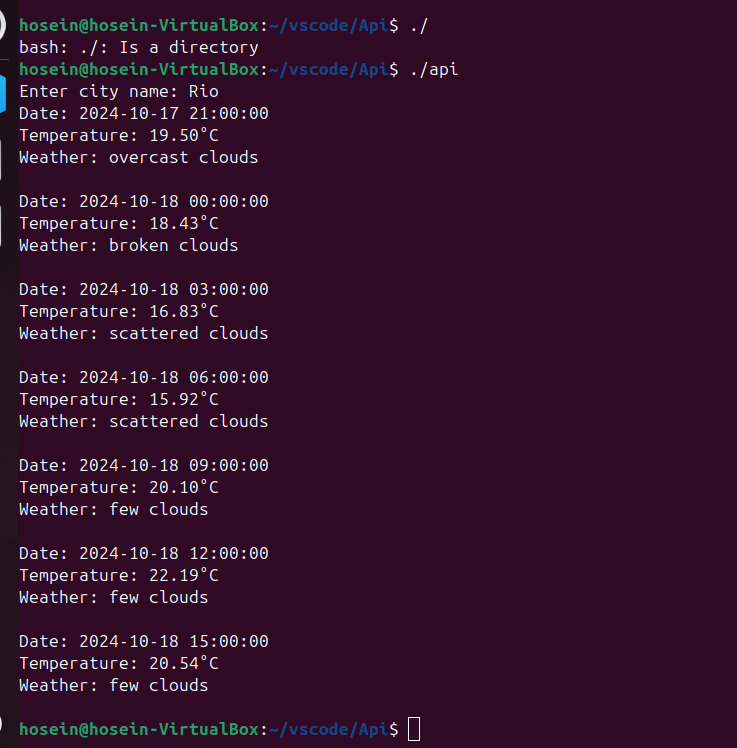 hosein@hosein-VirtualBox:~/vscode/Api$ ./
bash: ./: Is a directory
hosein@hosein-VirtualBox:~/vscode/Api$ ./api
Enter city name: Rio
Date: 2024-10-17 21:00:00
Temperature: 19.50°C
Weather: overcast clouds
Date: 2024-10-18 00:00:00
Temperature: 18.43°C
Weather: broken clouds
Date: 2024-10-18 03:00:00
Temperature: 16.83°C
Weather: scattered clouds
Date: 2024-10-18 06:00:00
Temperature: 15.92°C
Weather: scattered clouds
Date: 2024-10-18 09:00:00
Temperature: 20.10°C
Weather: few clouds
Date: 2024-10-18 12:00:00
Temperature: 22.19°C
Weather: few clouds
Date: 2024-10-18 15:00:00
Temperature: 20.54°C
Weather: few clouds
hosein@hosein-VirtualBox:~/vscode/Api$